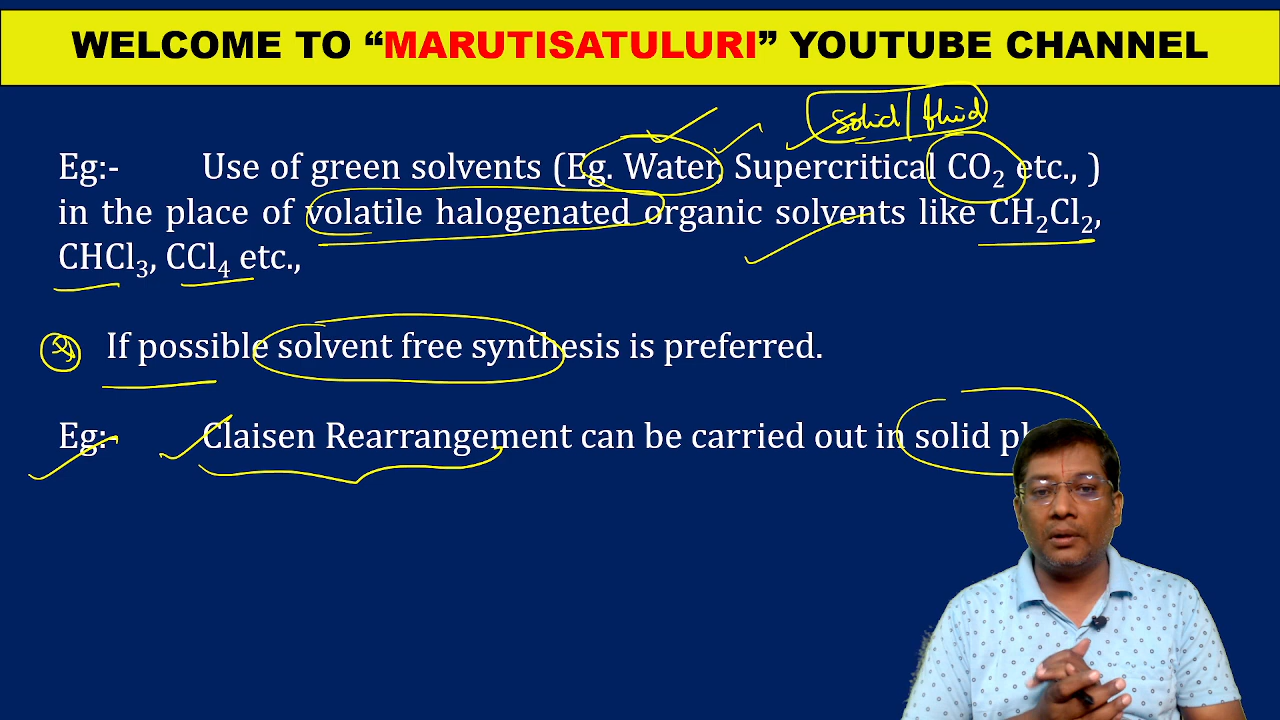 WELCOME TO “MARUTISATULURI” YOUTUBE CHANNEL
solid | fluid
Eg:- Use of green solvents (Eg. Water, Supercritical CO₂ etc., )
in the place of volatile halogenated organic solvents like CH₂Cl₂,
CHCl₃, CCl₄ etc.,
If possible solvent free synthesis is preferred.
Eg: Claisen Rearrangement can be carried out in solid